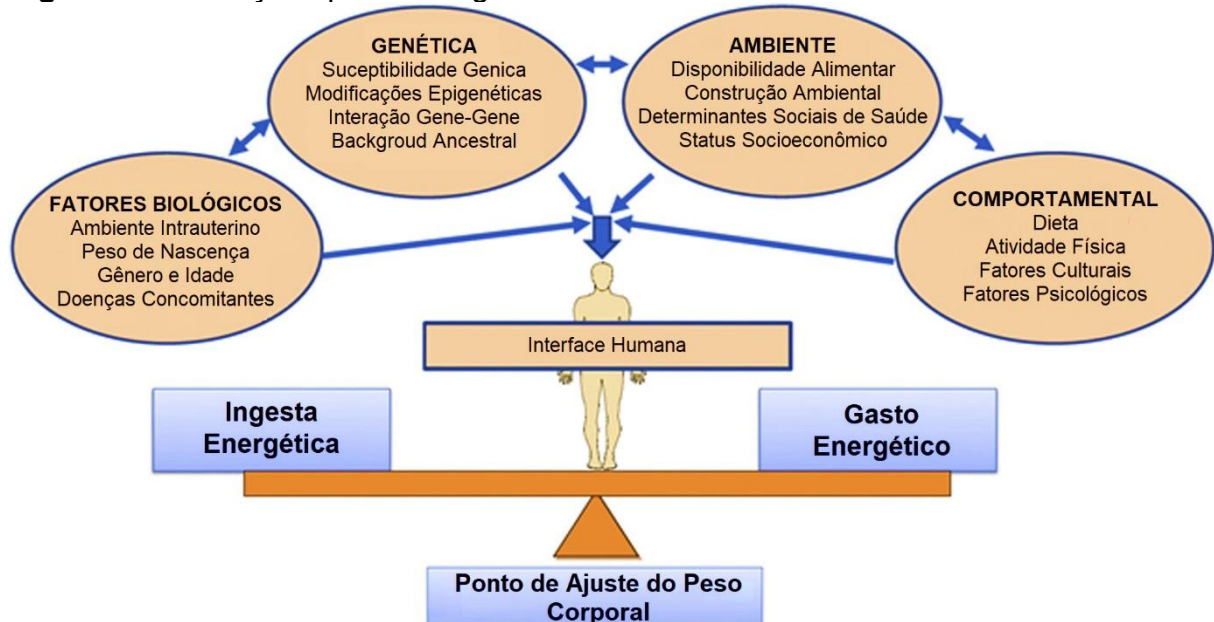 GENÉTICA
Suceptibilidade Genica
Modificações Epigenéticas
Interação Gene-Gene
Backgroud Ancestral
AMBIENTE
Disponibilidade Alimentar
Construção Ambiental
Determinantes Sociais de Saúde
Status Socioeconômico
FATORES BIOLÓGICOS
Ambiente Intrauterino
Peso de Nascença
Gênero e Idade
Doenças Concomitantes
COMPORTAMENTAL
Dieta
Atividade Física
Fatores Culturais
Fatores Psicológicos
Interface Humana
Ingesta
Energética
Gasto
Energético
Ponto de Ajuste do Peso
Corporal